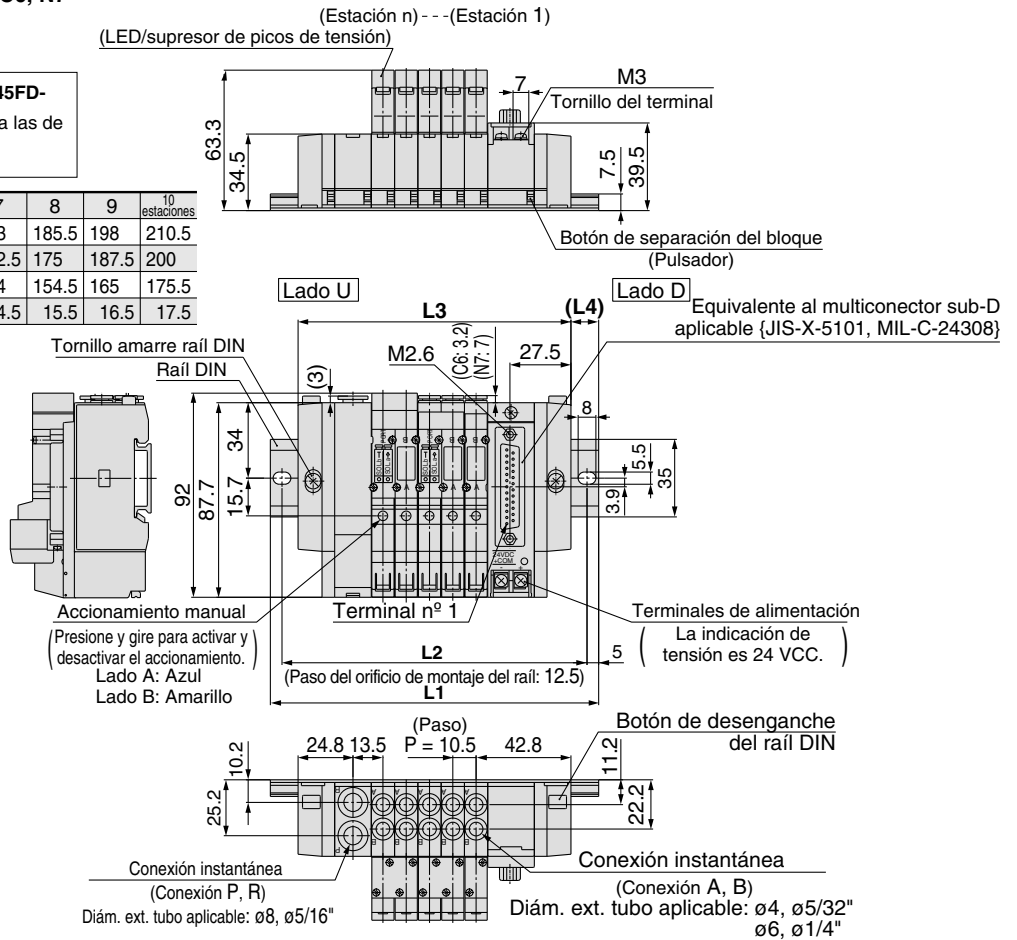 (Estación n)---(Estación 1)
(LED/supresor de picos de tensión)
45FD-
a las de
7
M3
Tornillo del terminal
63.3
34.5
7.5
39.5
8 9 10 estaciones
185.5 198 210.5
175 187.5 200
154.5 165 175.5
15.5 16.5 17.5
Botón de separación del bloque
(Pulsador)
Lado U
Lado D
L3
(L4)
Equivalente al multiconector sub-D
aplicable {JIS-X-5101, MIL-C-24308}
Tornillo amarre raíl DIN
Raíl DIN
(3)
M2.6
(C6: 3.2)
(N7: 7)
27.5
8
34
92
87.7
15.7
5.5
3.9
35
24VDC
+COM
- +
Accionamiento manual
(Presione y gire para activar y
desactivar el accionamiento.)
Lado A: Azul
Lado B: Amarillo
Terminal nº 1
Terminales de alimentación
(La indicación de
tensión es 24 VCC.)
L2
5
(Paso del orificio de montaje del raíl: 12.5)
L1
(Paso)
24.8 13.5 P = 10.5 42.8
Botón de desenganche
del raíl DIN
10.2
25.2
11.2
22.2
Conexión instantánea
(Conexión P, R)
Diám. ext. tubo aplicable: ø8, ø5/16"
Conexión instantánea
(Conexión A, B)
Diám. ext. tubo aplicable: ø4, ø5/32"
ø6, ø1/4"